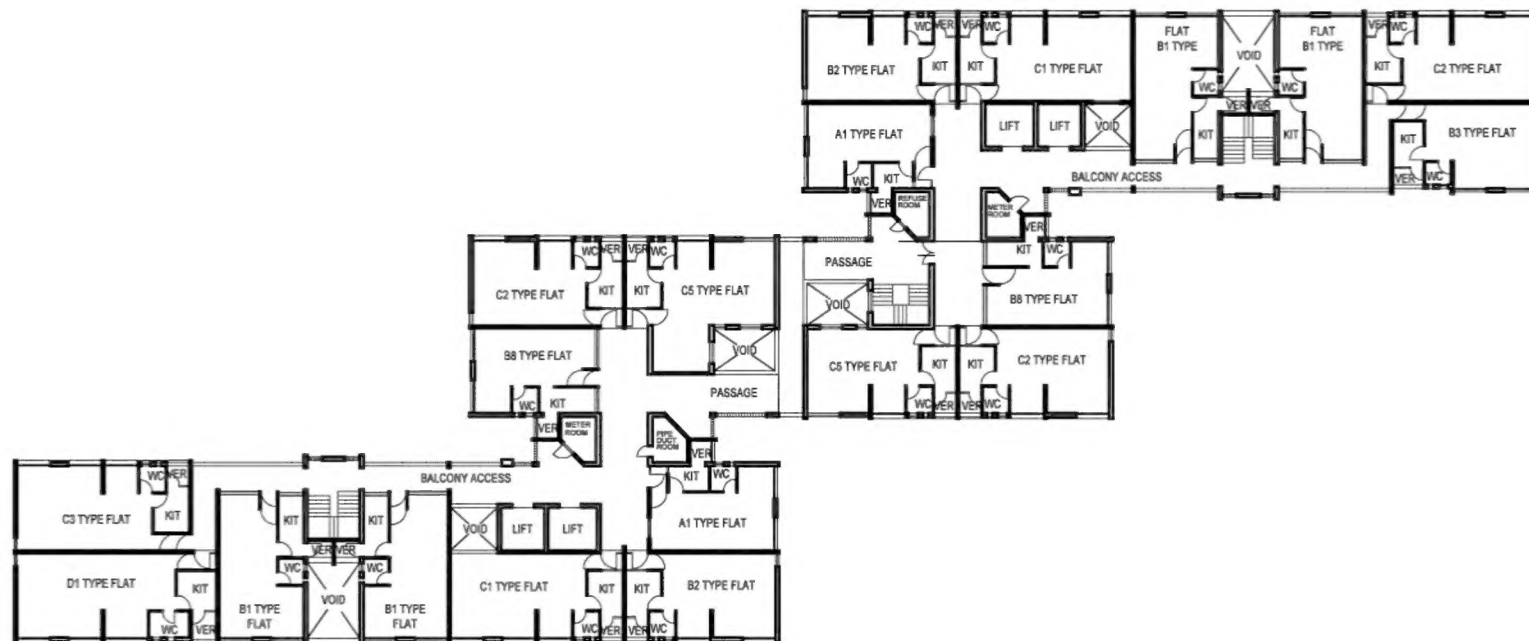 WC
VER
VER
WC
FLAT
B1 TYPE
VOID
FLAT
B1 TYPE
VER
WC
B2 TYPE FLAT
KIT
KIT
C1 TYPE FLAT
KIT
C2 TYPE FLAT
WC
WC
VER
VER
A1 TYPE FLAT
LIFT
LIFT
VOID
KIT
KIT
KIT
B3 TYPE FLAT
WC
KIT
BALCONY ACCESS
VER
WC
VER
REFUSE
ROOM
METER
ROOM
VER
WC
VER
VER
WC
PASSAGE
KIT
WC
C2 TYPE FLAT
KIT
KIT
C5 TYPE FLAT
VOID
B8 TYPE FLAT
B8 TYPE FLAT
VOID
C5 TYPE FLAT
KIT
KIT
C2 TYPE FLAT
WC
KIT
PASSAGE
WC
VER
VER
WC
VER
METER
ROOM
PIPE
DUCT
ROOM
VER
WC
VER
BALCONY ACCESS
KIT
WC
C3 TYPE FLAT
KIT
KIT
KIT
VOID
LIFT
LIFT
A1 TYPE FLAT
VER
VER
D1 TYPE FLAT
KIT
WC
WC
C1 TYPE FLAT
KIT
KIT
B2 TYPE FLAT
B1 TYPE
FLAT
VOID
B1 TYPE
FLAT
WC
VER
WC
VER
VER
WC